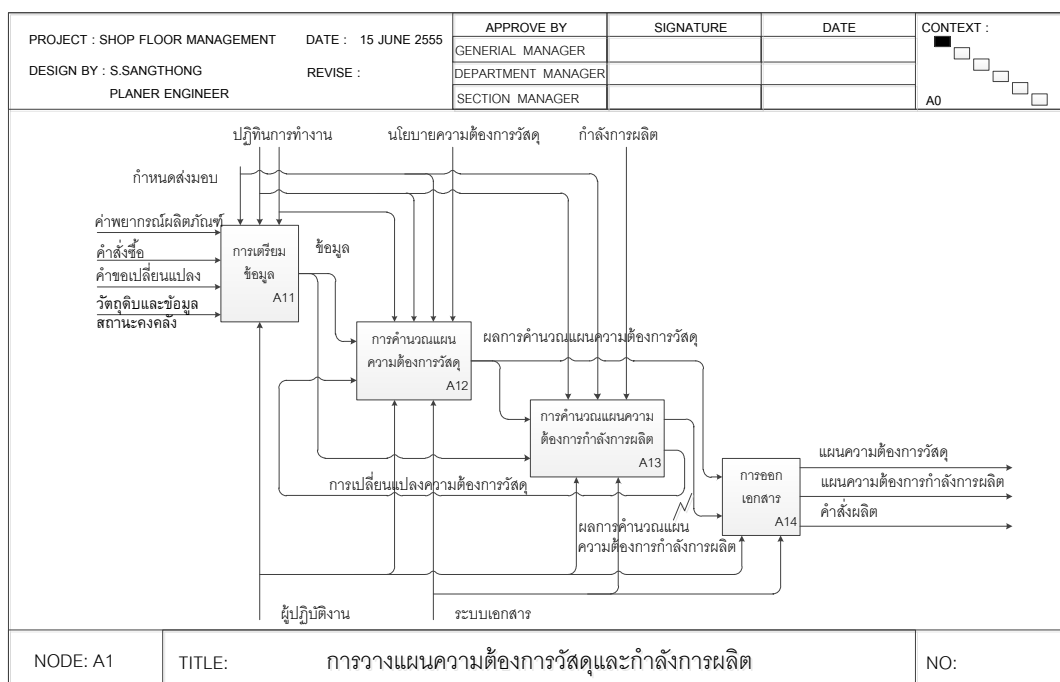 PROJECT : SHOP FLOOR MANAGEMENT
DATE : 15 JUNE 2555
DESIGN BY : S.SANGTHONG
REVISE :
PLANER ENGINEER
APPROVE BY
SIGNATURE
DATE
GENERIAL MANAGER
DEPARTMENT MANAGER
SECTION MANAGER
CONTEXT :
A0
ปฏิทินการทำงาน
นโยบายความต้องการวัสดุ
กำลังการผลิต
กำหนดส่งมอบ
ค่าพยากรณ์ผลิตภัณฑ์
คำสั่งซื้อ
คำขอเปลี่ยนแปลง
วัตถุดิบและข้อมูล
สถานะคงคลัง
การเตรียม
ข้อมูล
A11
ข้อมูล
การคำนวณแผน
ความต้องการวัสดุ
A12
ผลการคำนวณแผนความต้องการวัสดุ
การคำนวณแผนความ
ต้องการกำลังการผลิต
A13
การเปลี่ยนแปลงความต้องการวัสดุ
การออก
เอกสาร
A14
แผนความต้องการวัสดุ
แผนความต้องการกำลังการผลิต
คำสั่งผลิต
ผลการคำนวณแผน
ความต้องการกำลังการผลิต
ผู้ปฏิบัติงาน
ระบบเอกสาร
NODE: A1
TITLE:
การวางแผนความต้องการวัสดุและกำลังการผลิต
NO: